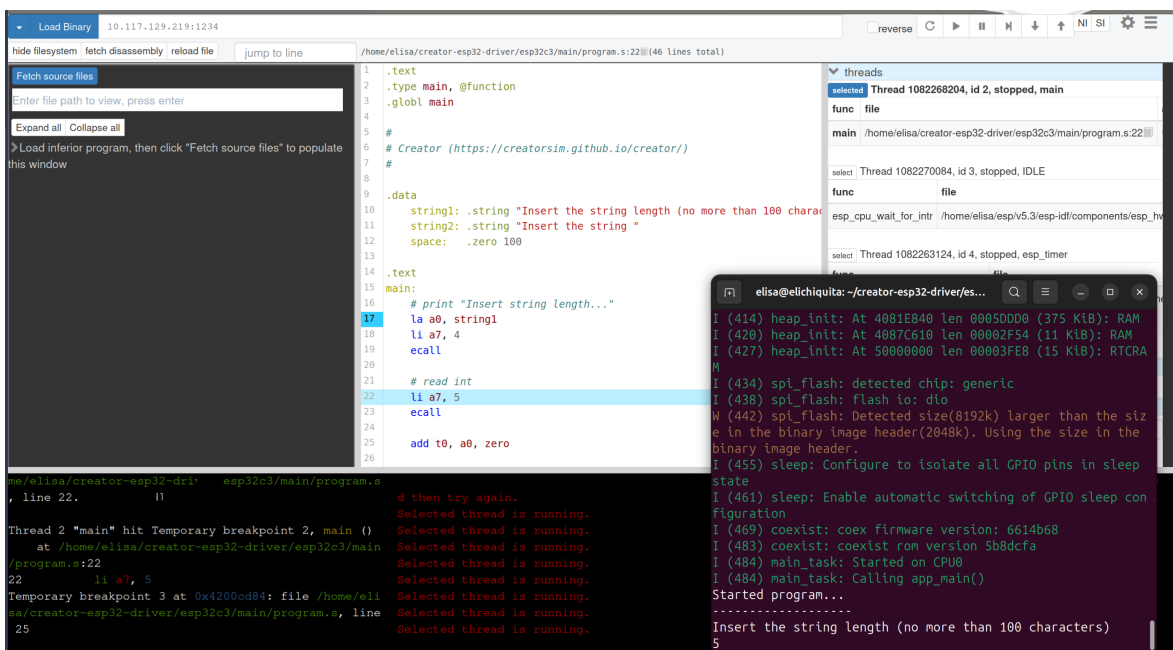 Load Binary 10.117.129.219:1234 reverse NI SI
hide filesystem fetch disassembly reload file jump to line /home/elisa/creator-esp32-driver/esp32c3/main/program.s:22 (46 lines total)
Fetch source files
Enter file path to view, press enter
Expand all Collapse all
Load inferior program, then click "Fetch source files" to populate
this window
1 .text
2 .type main, @function
3 .globl main
4
5 #
6 # Creator (https://creatorsim.github.io/creator/)
7 #
8
9 .data
10 string1: .string "Insert the string length (no more than 100 charac
11 string2: .string "Insert the string "
12 space: .zero 100
13
14 .text
15 main:
16 # print "Insert string length..."
17 la a0, string1
18 li a7, 4
19 ecall
20
21 # read int
22 li a7, 5
23 ecall
24
25 add t0, a0, zero
26
threads
selected Thread 1082268204, id 2, stopped, main
func file
main /home/elisa/creator-esp32-driver/esp32c3/main/program.s:22
select Thread 1082270084, id 3, stopped, IDLE
func file
esp_cpu_wait_for_intr /home/elisa/esp/v5.3/esp-idf/components/esp_hw
select Thread 1082263124, id 4, stopped, esp_timer
me/elisa/creator-esp32-dri esp32c3/main/program.s
, line 22.
Thread 2 "main" hit Temporary breakpoint 2, main ()
at /home/elisa/creator-esp32-driver/esp32c3/main
/program.s:22
22 li a7, 5
Temporary breakpoint 3 at 0x4200cd84: file /home/eli
sa/creator-esp32-driver/esp32c3/main/program.s, line
25
d then try again.
Selected thread is running.
Selected thread is running.
Selected thread is running.
Selected thread is running.
Selected thread is running.
Selected thread is running.
Selected thread is running.
Selected thread is running.
elisa@elichiquita: ~/creator-esp32-driver/es...
I (414) heap_init: At 4081E840 len 0005DDD0 (375 KiB): RAM
I (420) heap_init: At 4087C610 len 00002F54 (11 KiB): RAM
I (427) heap_init: At 50000000 len 00003FE8 (15 KiB): RTCRA
M
I (434) spi_flash: detected chip: generic
I (438) spi_flash: flash io: dio
W (442) spi_flash: Detected size(8192k) larger than the siz
e in the binary image header(2048k). Using the size in the
binary image header.
I (455) sleep: Configure to isolate all GPIO pins in sleep
state
I (461) sleep: Enable automatic switching of GPIO sleep con
figuration
I (469) coexist: coex firmware version: 6614b68
I (483) coexist: coexist rom version 5b8dcfa
I (484) main_task: Started on CPU0
I (484) main_task: Calling app_main()
Started program...
-------------------
Insert the string length (no more than 100 characters)
5